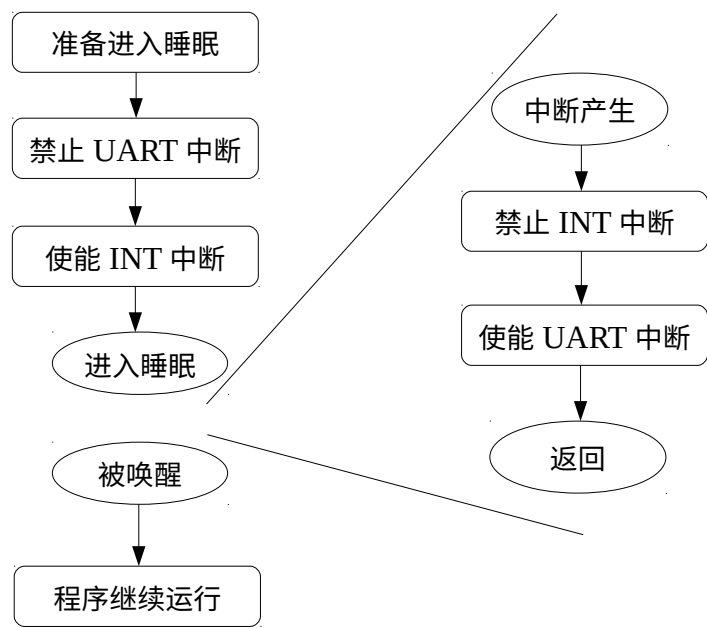 准备进入睡眠
禁止 UART 中断
使能 INT 中断
进入睡眠
被唤醒
程序继续运行
中断产生
禁止 INT 中断
使能 UART 中断
返回